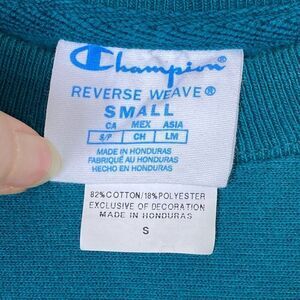 Champion®
REVERSE WEAVE®
SMALL
CA MEX ASIA
S/P CH LM
MADE IN HONDURAS
FABRIQUÉ AU HONDURAS
HECHO EN HONDURAS
82%COTTON/18%POLYESTER
EXCLUSIVE OF DECORATION
MADE IN HONDURAS
S